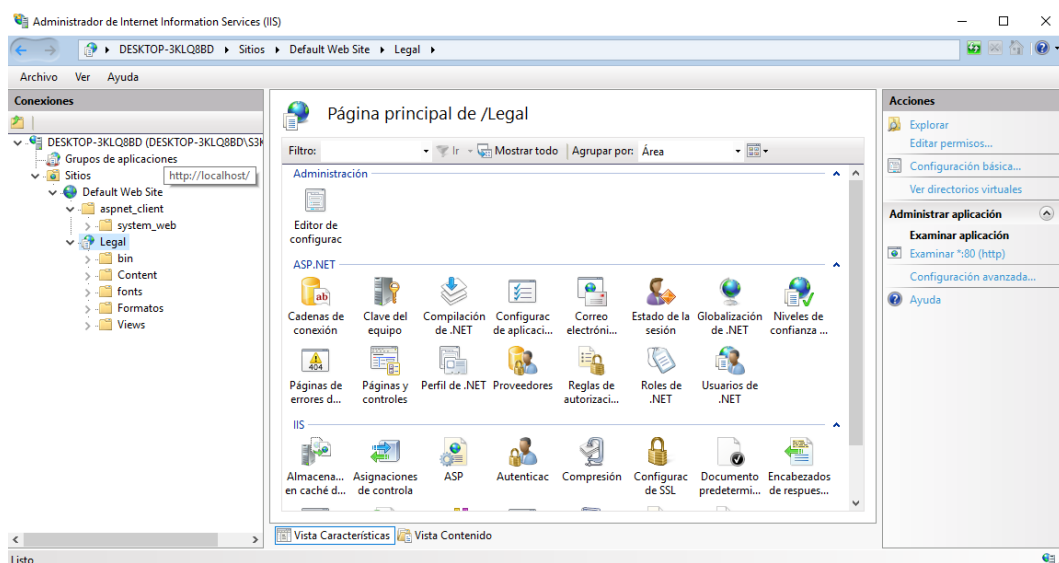 Administrador de Internet Information Services (IIS)
DESKTOP-3KLQ8BD Sitios Default Web Site Legal
Archivo Ver Ayuda
Conexiones
DESKTOP-3KLQ8BD (DESKTOP-3KLQ8BD\S3K
Grupos de aplicaciones
Sitios
http://localhost/
Default Web Site
aspnet_client
system_web
Legal
bin
Content
fonts
Formatos
Views
Página principal de /Legal
Filtro: Ir Mostrar todo Agrupar por: Área
Administración
Editor de
configurac
ASP.NET
Cadenas de conexión
Clave del equipo
Compilación de .NET
Configurac de aplicaci...
Correo electróni...
Estado de la sesión
Globalización de .NET
Niveles de confianza ...
404
Páginas de errores d...
Páginas y controles
Perfil de .NET
Proveedores
Reglas de autorizaci...
Roles de .NET
Usuarios de .NET
IIS
Almacena... en caché d...
Asignaciones de controla
ASP
Autenticac
Compresión
Configurac de SSL
Documento predetermi...
Encabezados de respues...
Vista Características Vista Contenido
Acciones
Explorar
Editar permisos...
Configuración básica...
Ver directorios virtuales
Administrar aplicación
Examinar aplicación
Examinar *:80 (http)
Configuración avanzada...
Ayuda
Listo